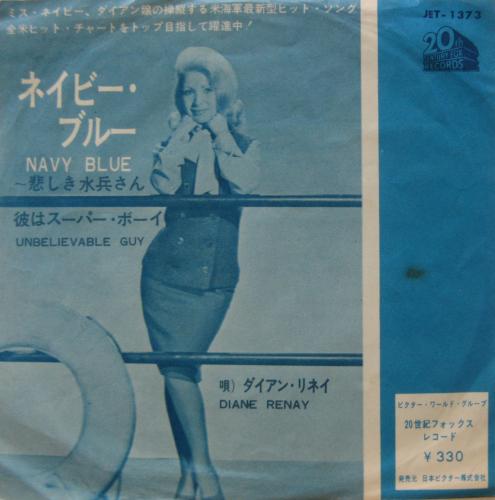 ミス・ネイビー、ダイアン嬢の操縦する米海軍最新型ヒット・ソング
全米ヒット・チャートをトップ目指して躍進中!
JET-1373
20th
CENTURY FOX
RECORDS
ネイビー・
ブルー
NAVY BLUE
~悲しき水兵さん
彼はスーパー・ボーイ
UNBELIEVABLE GUY
唄) ダイアン・リネイ
DIANE RENAY
ビクター・ワールド・グループ
20世紀フォックス
レコード
¥330
発売元 日本ビクター株式会社